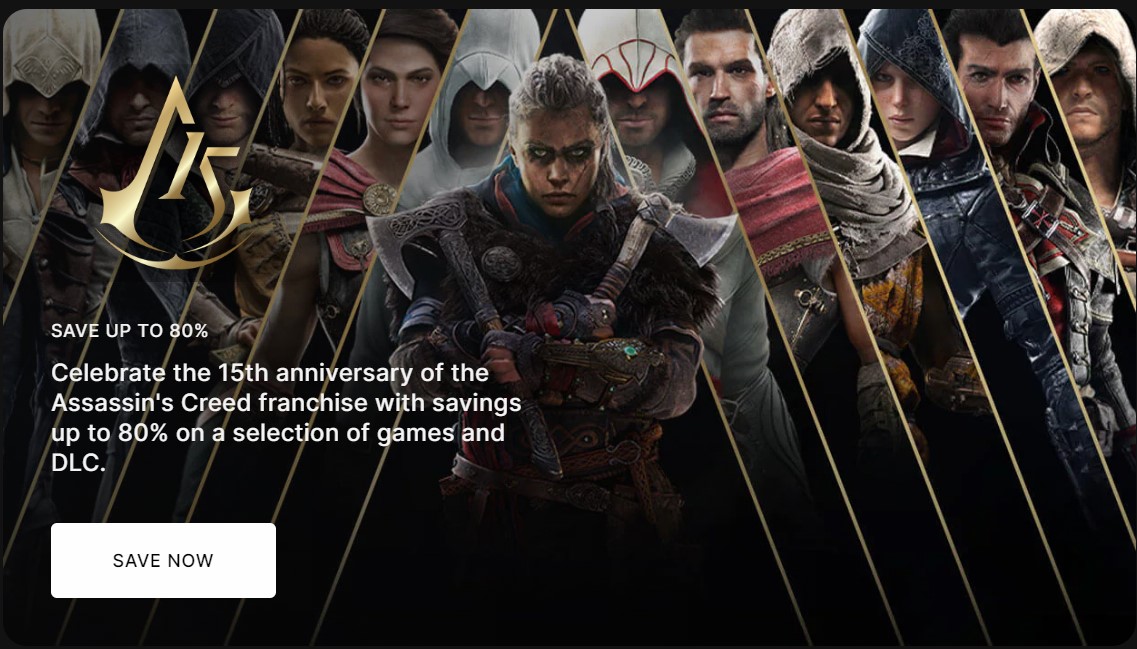 15
SAVE UP TO 80%
Celebrate the 15th anniversary of the
Assassin's Creed franchise with savings
up to 80% on a selection of games and
DLC.
SAVE NOW